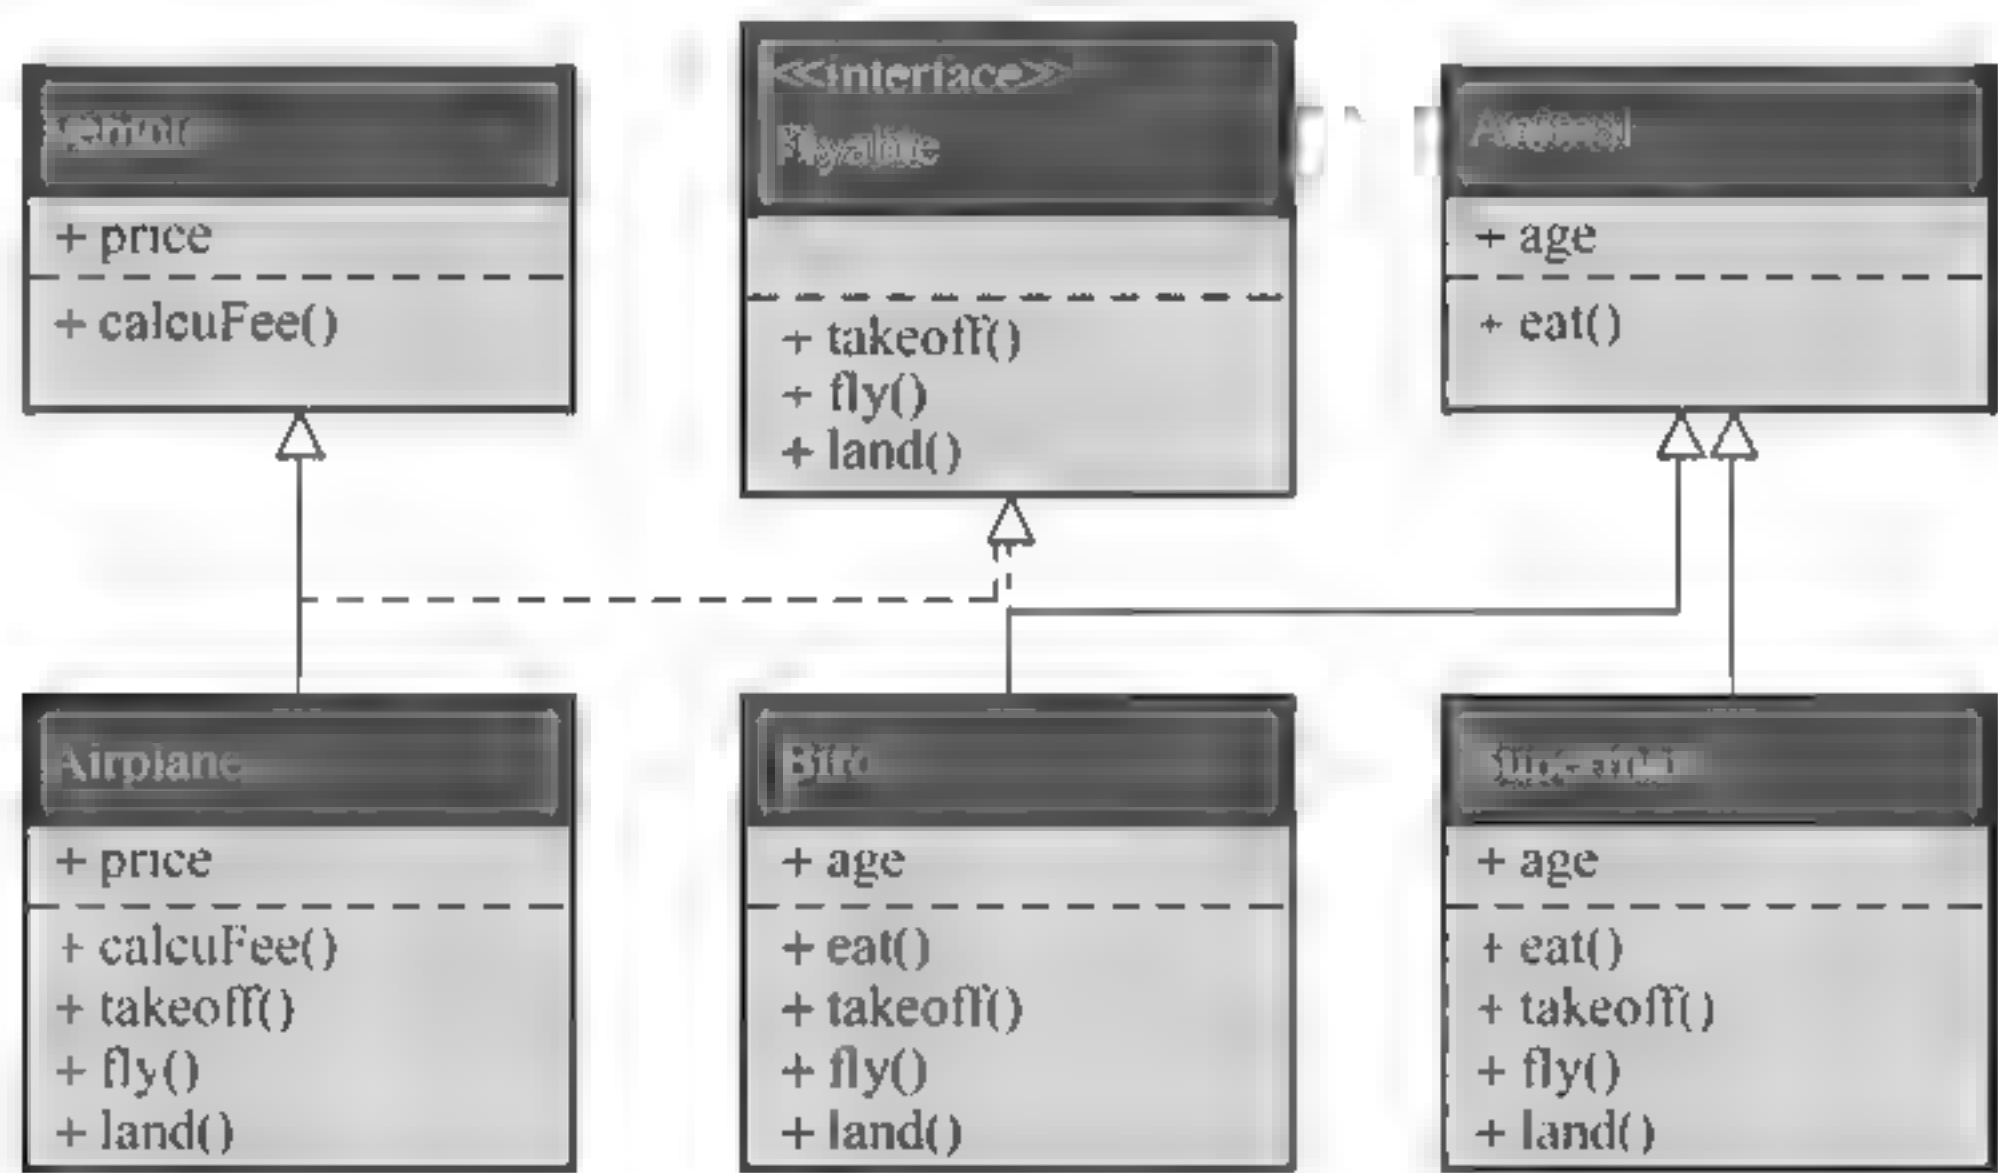 + price
+ calcuFee()
<<interface>>
+ takeoff()
+ fly()
+ land()
+ age
+ eat()
Airplane
+ price
+ calcuFee()
+ takeoff()
+ fly()
+ land()
+ age
+ eat()
+ takeoff()
+ fly()
+ land()
+ age
+ eat()
+ takeoff()
+ fly()
+ land()